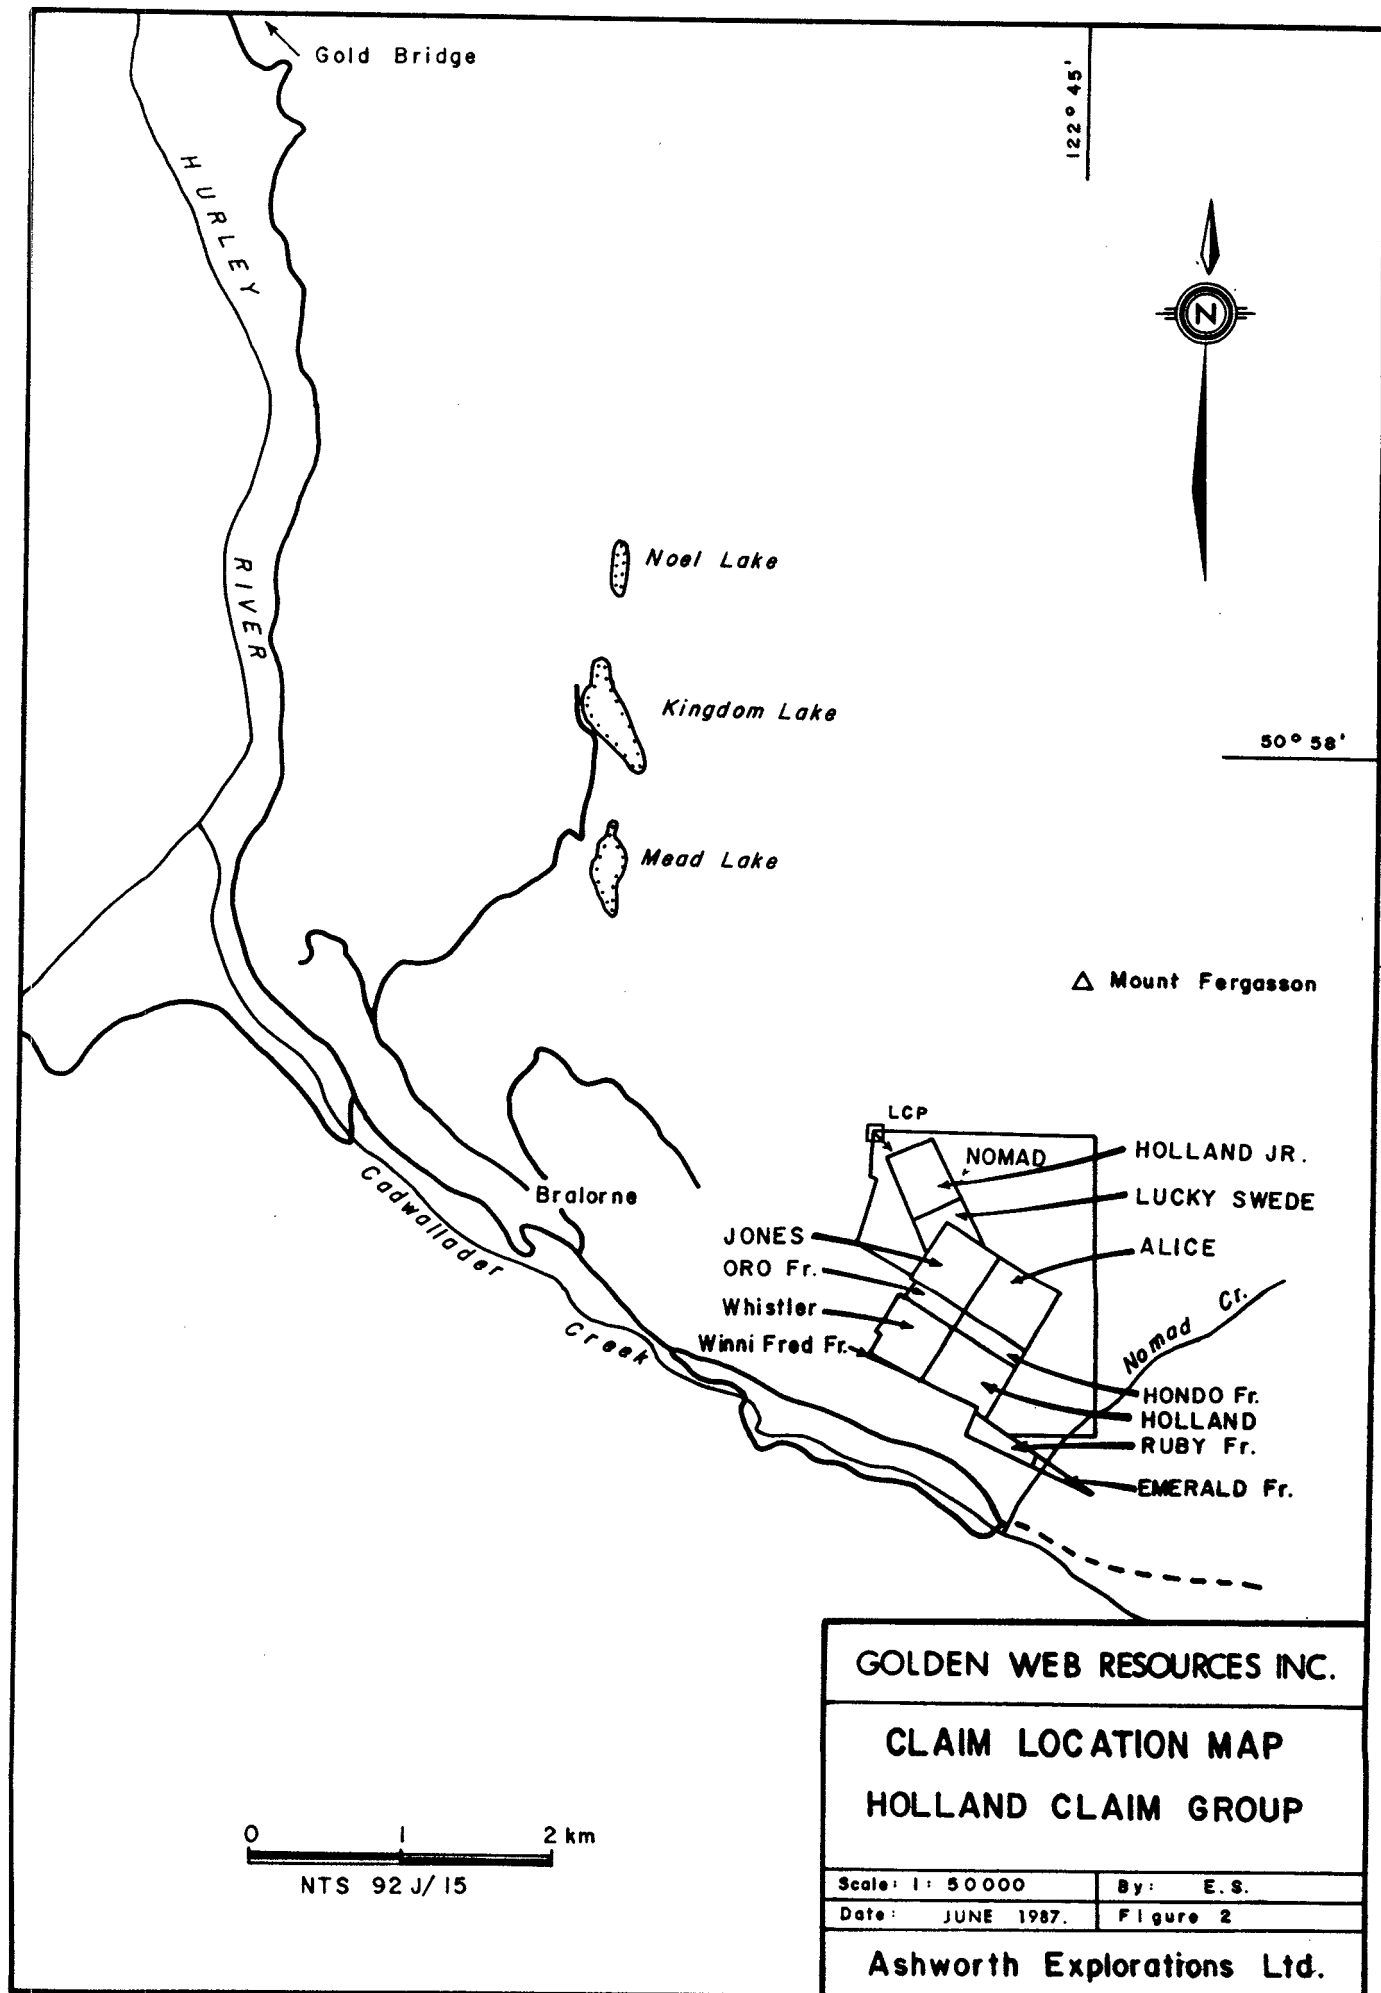 Gold Bridge
122° 45'
HURLEY
RIVER
N
Noel Lake
Kingdom Lake
50° 58'
Mead Lake
Mount Fergasson
LCP
NOMAD
HOLLAND JR.
LUCKY SWEDE
Bralorne
Cadwallader
Creek
JONES
ALICE
ORO Fr.
Whistler
Winni Fred Fr.
Nomad Cr.
HONDO Fr.
HOLLAND
RUBY Fr.
EMERALD Fr.
GOLDEN WEB RESOURCES INC.
CLAIM LOCATION MAP
HOLLAND CLAIM GROUP
0 1 2 km
NTS 92 J/15
Scale: 1: 50000
By: E.S.
Date: JUNE 1987.
Figure 2
Ashworth Explorations Ltd.